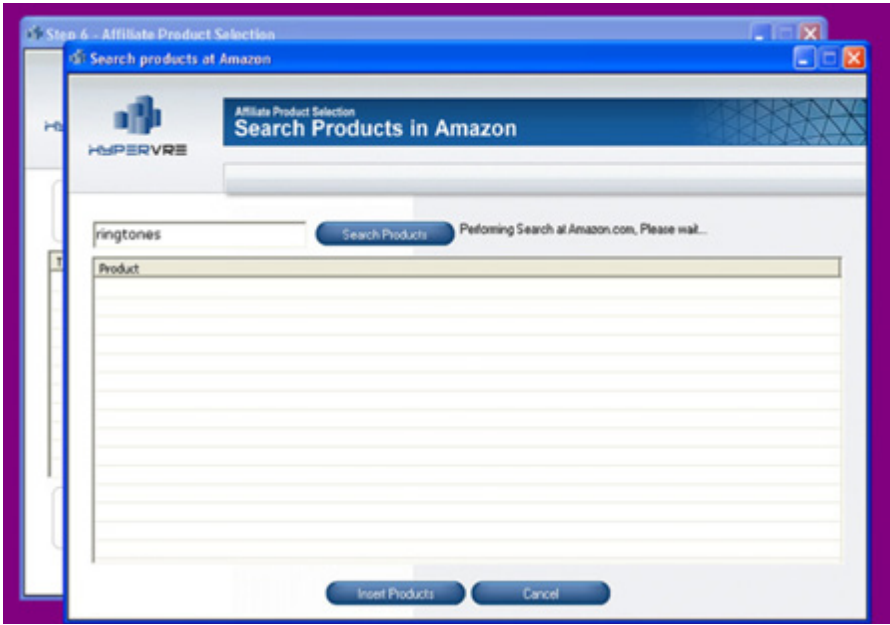 Step 6 - Affiliate Product Selection
Search products at Amazon
HYPERVRE
Affiliate Product Selection
Search Products in Amazon
ringtones
Search Products
Performing Search at Amazon.com, Please wait...
Product
Insert Products
Cancel